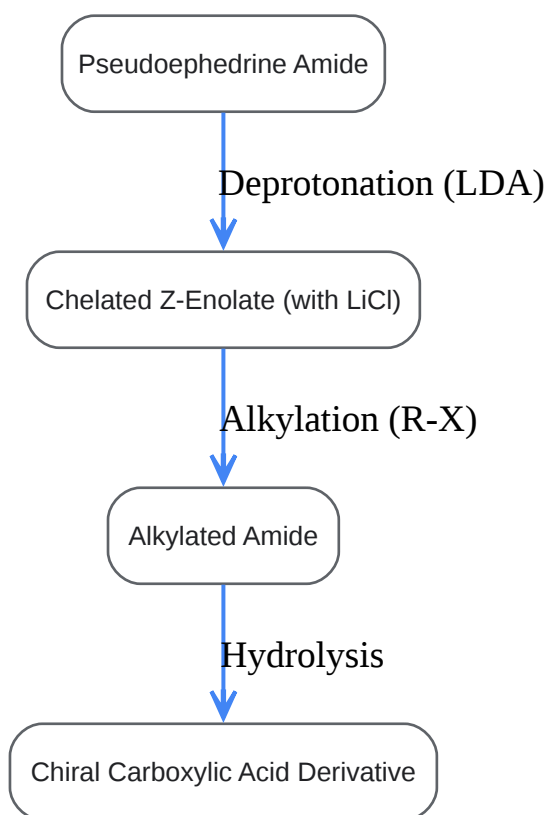 Pseudoephedrine Amide
Deprotonation (LDA)
Chelated Z-Enolate (with LiCl)
Alkylation (R-X)
Alkylated Amide
Hydrolysis
Chiral Carboxylic Acid Derivative